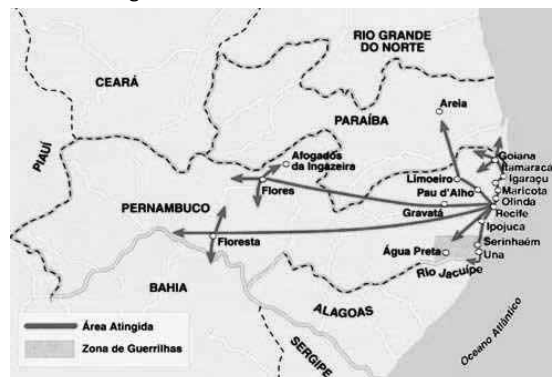 RIO GRANDE
DO NORTE
CEARÁ
Areia
PARAÍBA
PIAUÍ
Afogados
da Ingàzeira
Goiana
Itamaracá
Limoeiro
Igaraçu
Pau d'Alho
Maricota
Flores
Olinda
PERNAMBUCO
Gravatá
Recife
Ipojuca
Floresta
Serinhaém
Água Preta
Una
Rio Jacuípe
BAHIA
ALAGOAS
Área Atingida
Zona de Guerrilhas
SERGIPE
Oceano Atlântico